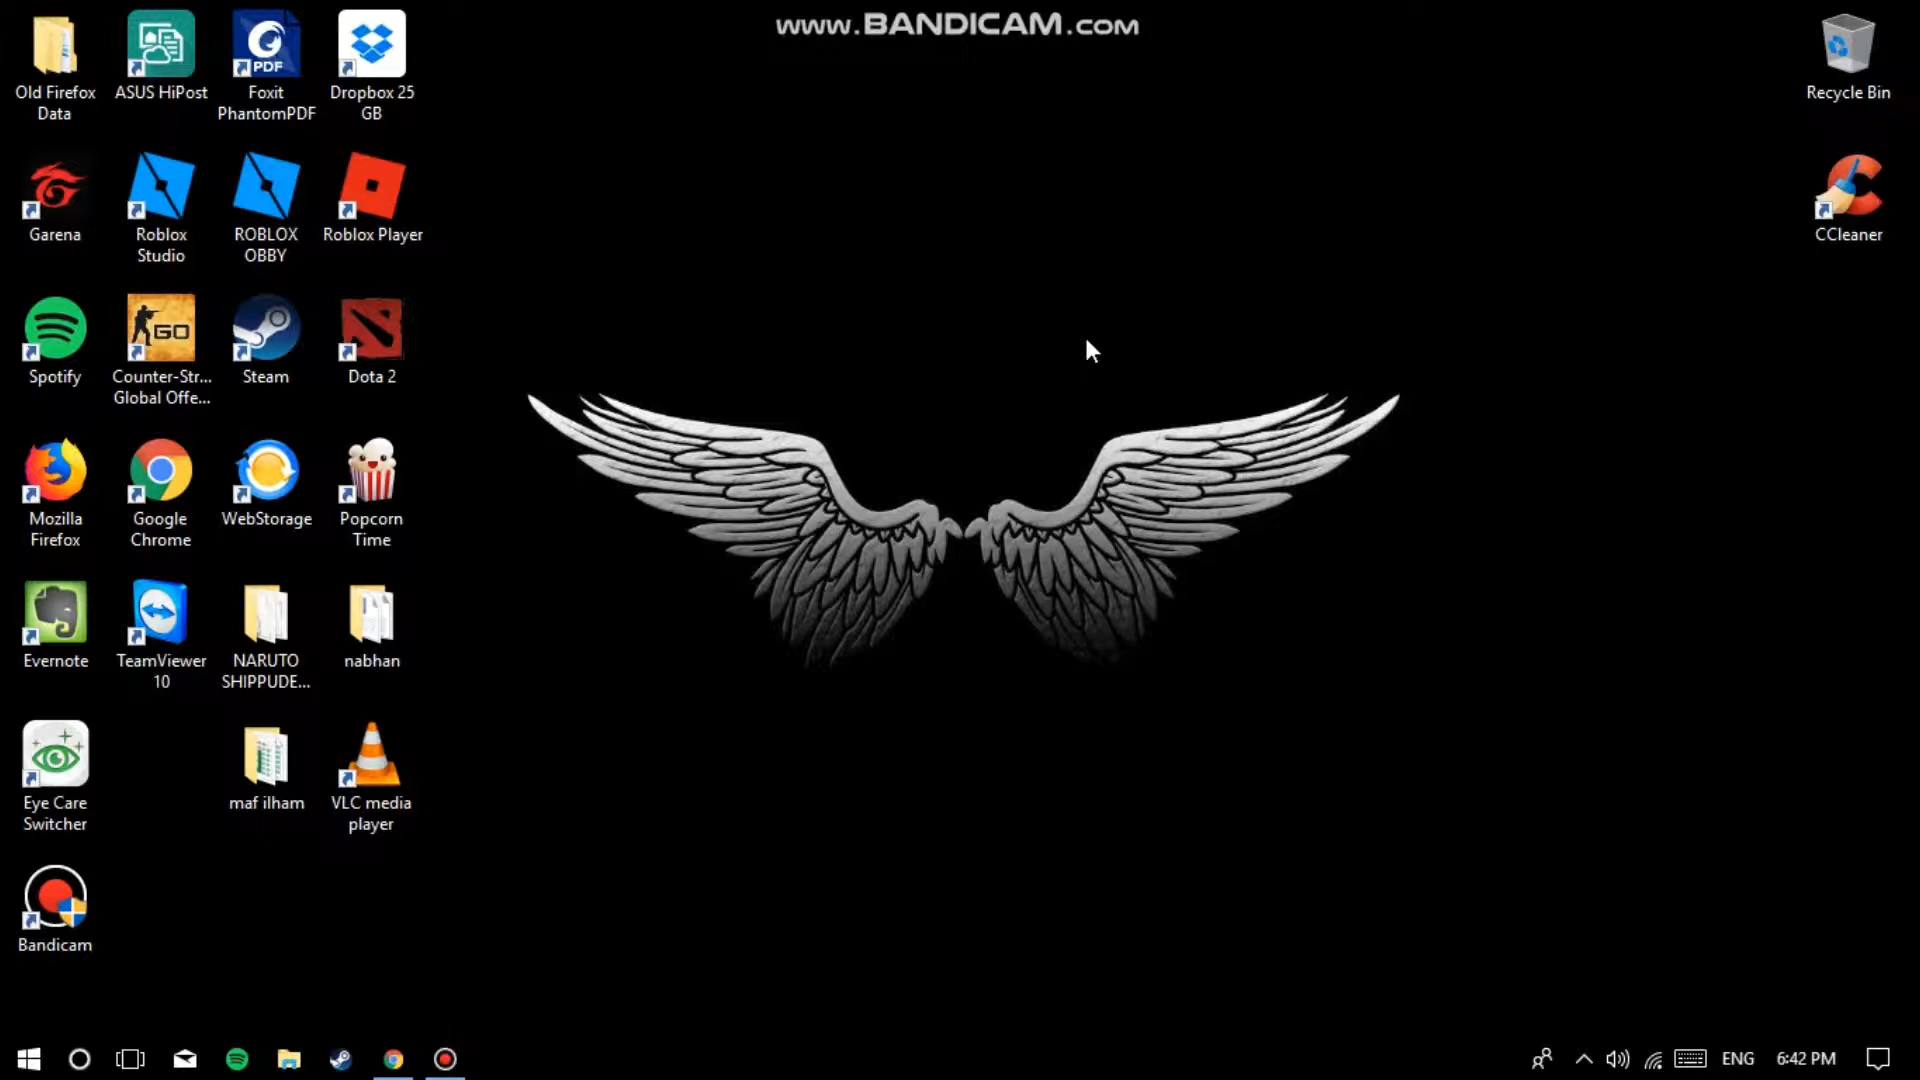 www.BANDICAM.com
Old Firefox
Data
ASUS HiPost
PDF
Foxit
PhantomPDF
Dropbox 25
GB
Recycle Bin
Garena
Roblox
Studio
ROBLOX
OBBY
Roblox Player
CCleaner
Spotify
GO
Counter-Str...
Global Offe...
Steam
Dota 2
Mozilla
Firefox
Google
Chrome
WebStorage
Popcorn
Time
Evernote
TeamViewer
10
NARUTO
SHIPPUDE...
nabhan
Eye Care
Switcher
maf ilham
VLC media
player
Bandicam
ENG
6:42 PM